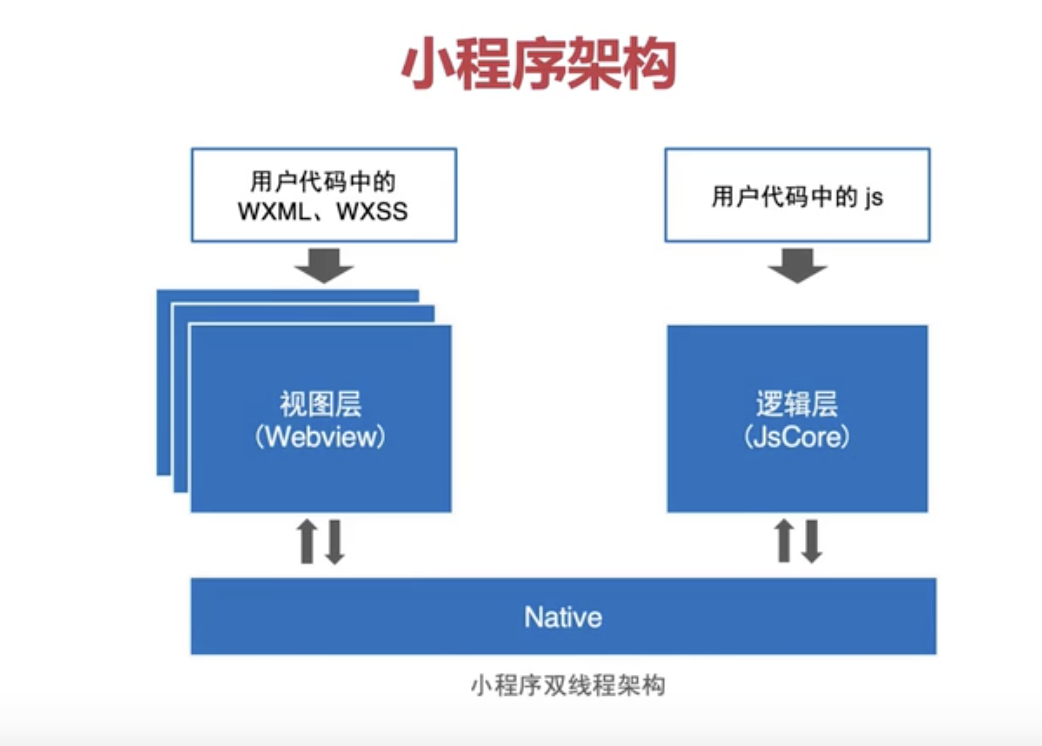 小程序架构
用户代码中的
WXML、WXSS
用户代码中的 js
视图层
（Webview）
逻辑层
（JsCore）
Native
小程序双线程架构